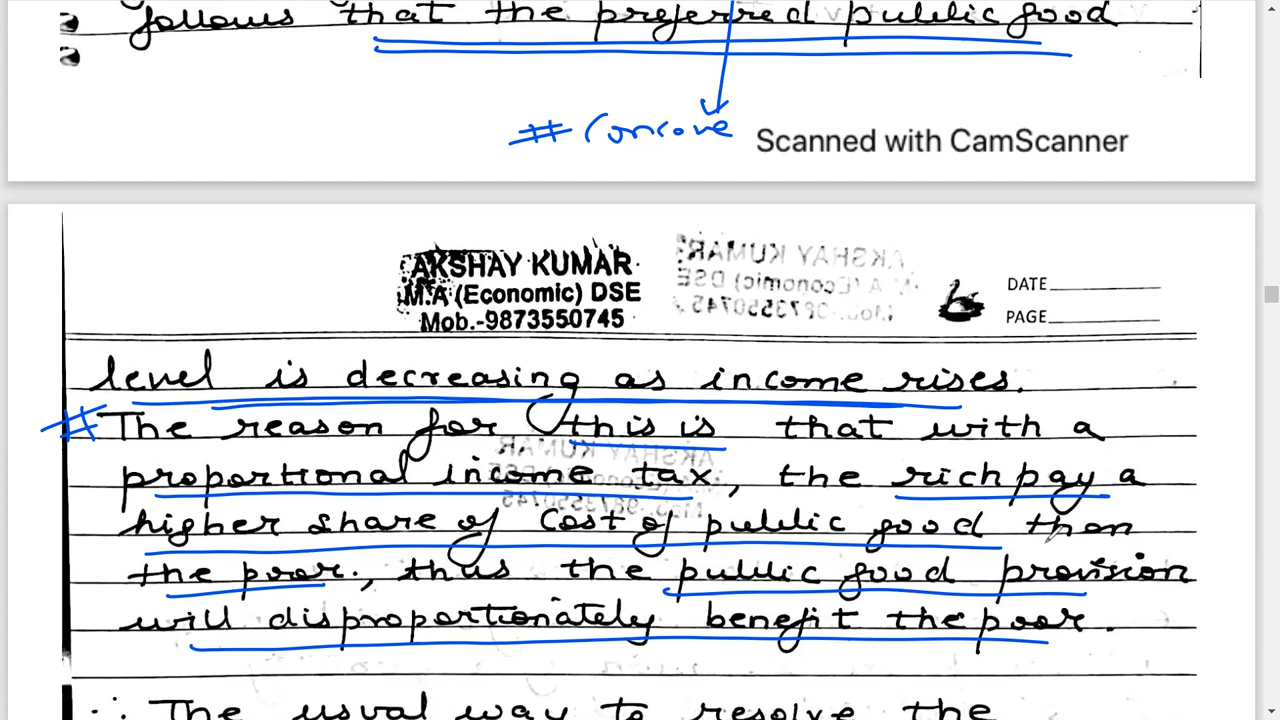 follows that the preferred public good
# Concave
Scanned with CamScanner
AKSHAY KUMAR
M.A (Economic) DSE
Mob.-9873550745
DATE
PAGE
level is decreasing as income rises.
# The reason for this is that with a
proportional income tax, the rich pay a
higher share of cost of public good than
the poor., thus the public good provision
will disproportionately benefit the poor.
∴ The usual way to resolve the